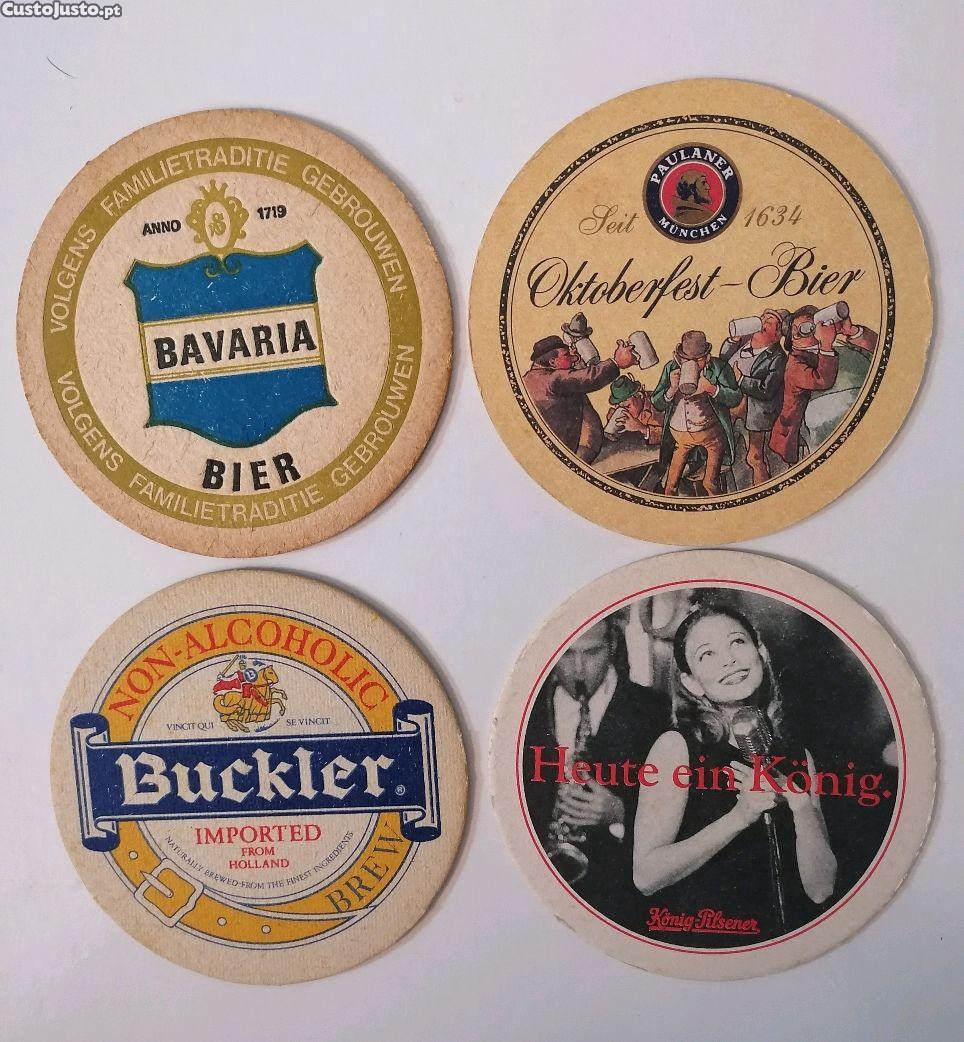 CustoJusto.pt
VOLGENS FAMILIETRADITIE GEBROUWEN
ANNO 1719
BAVARIA
BIER
VOLGENS FAMILIETRADITIE GEBROUWEN
PAULANER
MÜNCHEN
Seit 1634
Oktoberfest-Bier
NON-ALCOHOLIC
VINCIT QUI SE VINCIT
Buckler®
IMPORTED
FROM
HOLLAND
NATURALLY BREWED FROM THE FINEST INGREDIENTS
BREW
Heute ein König.
König-Pilsener